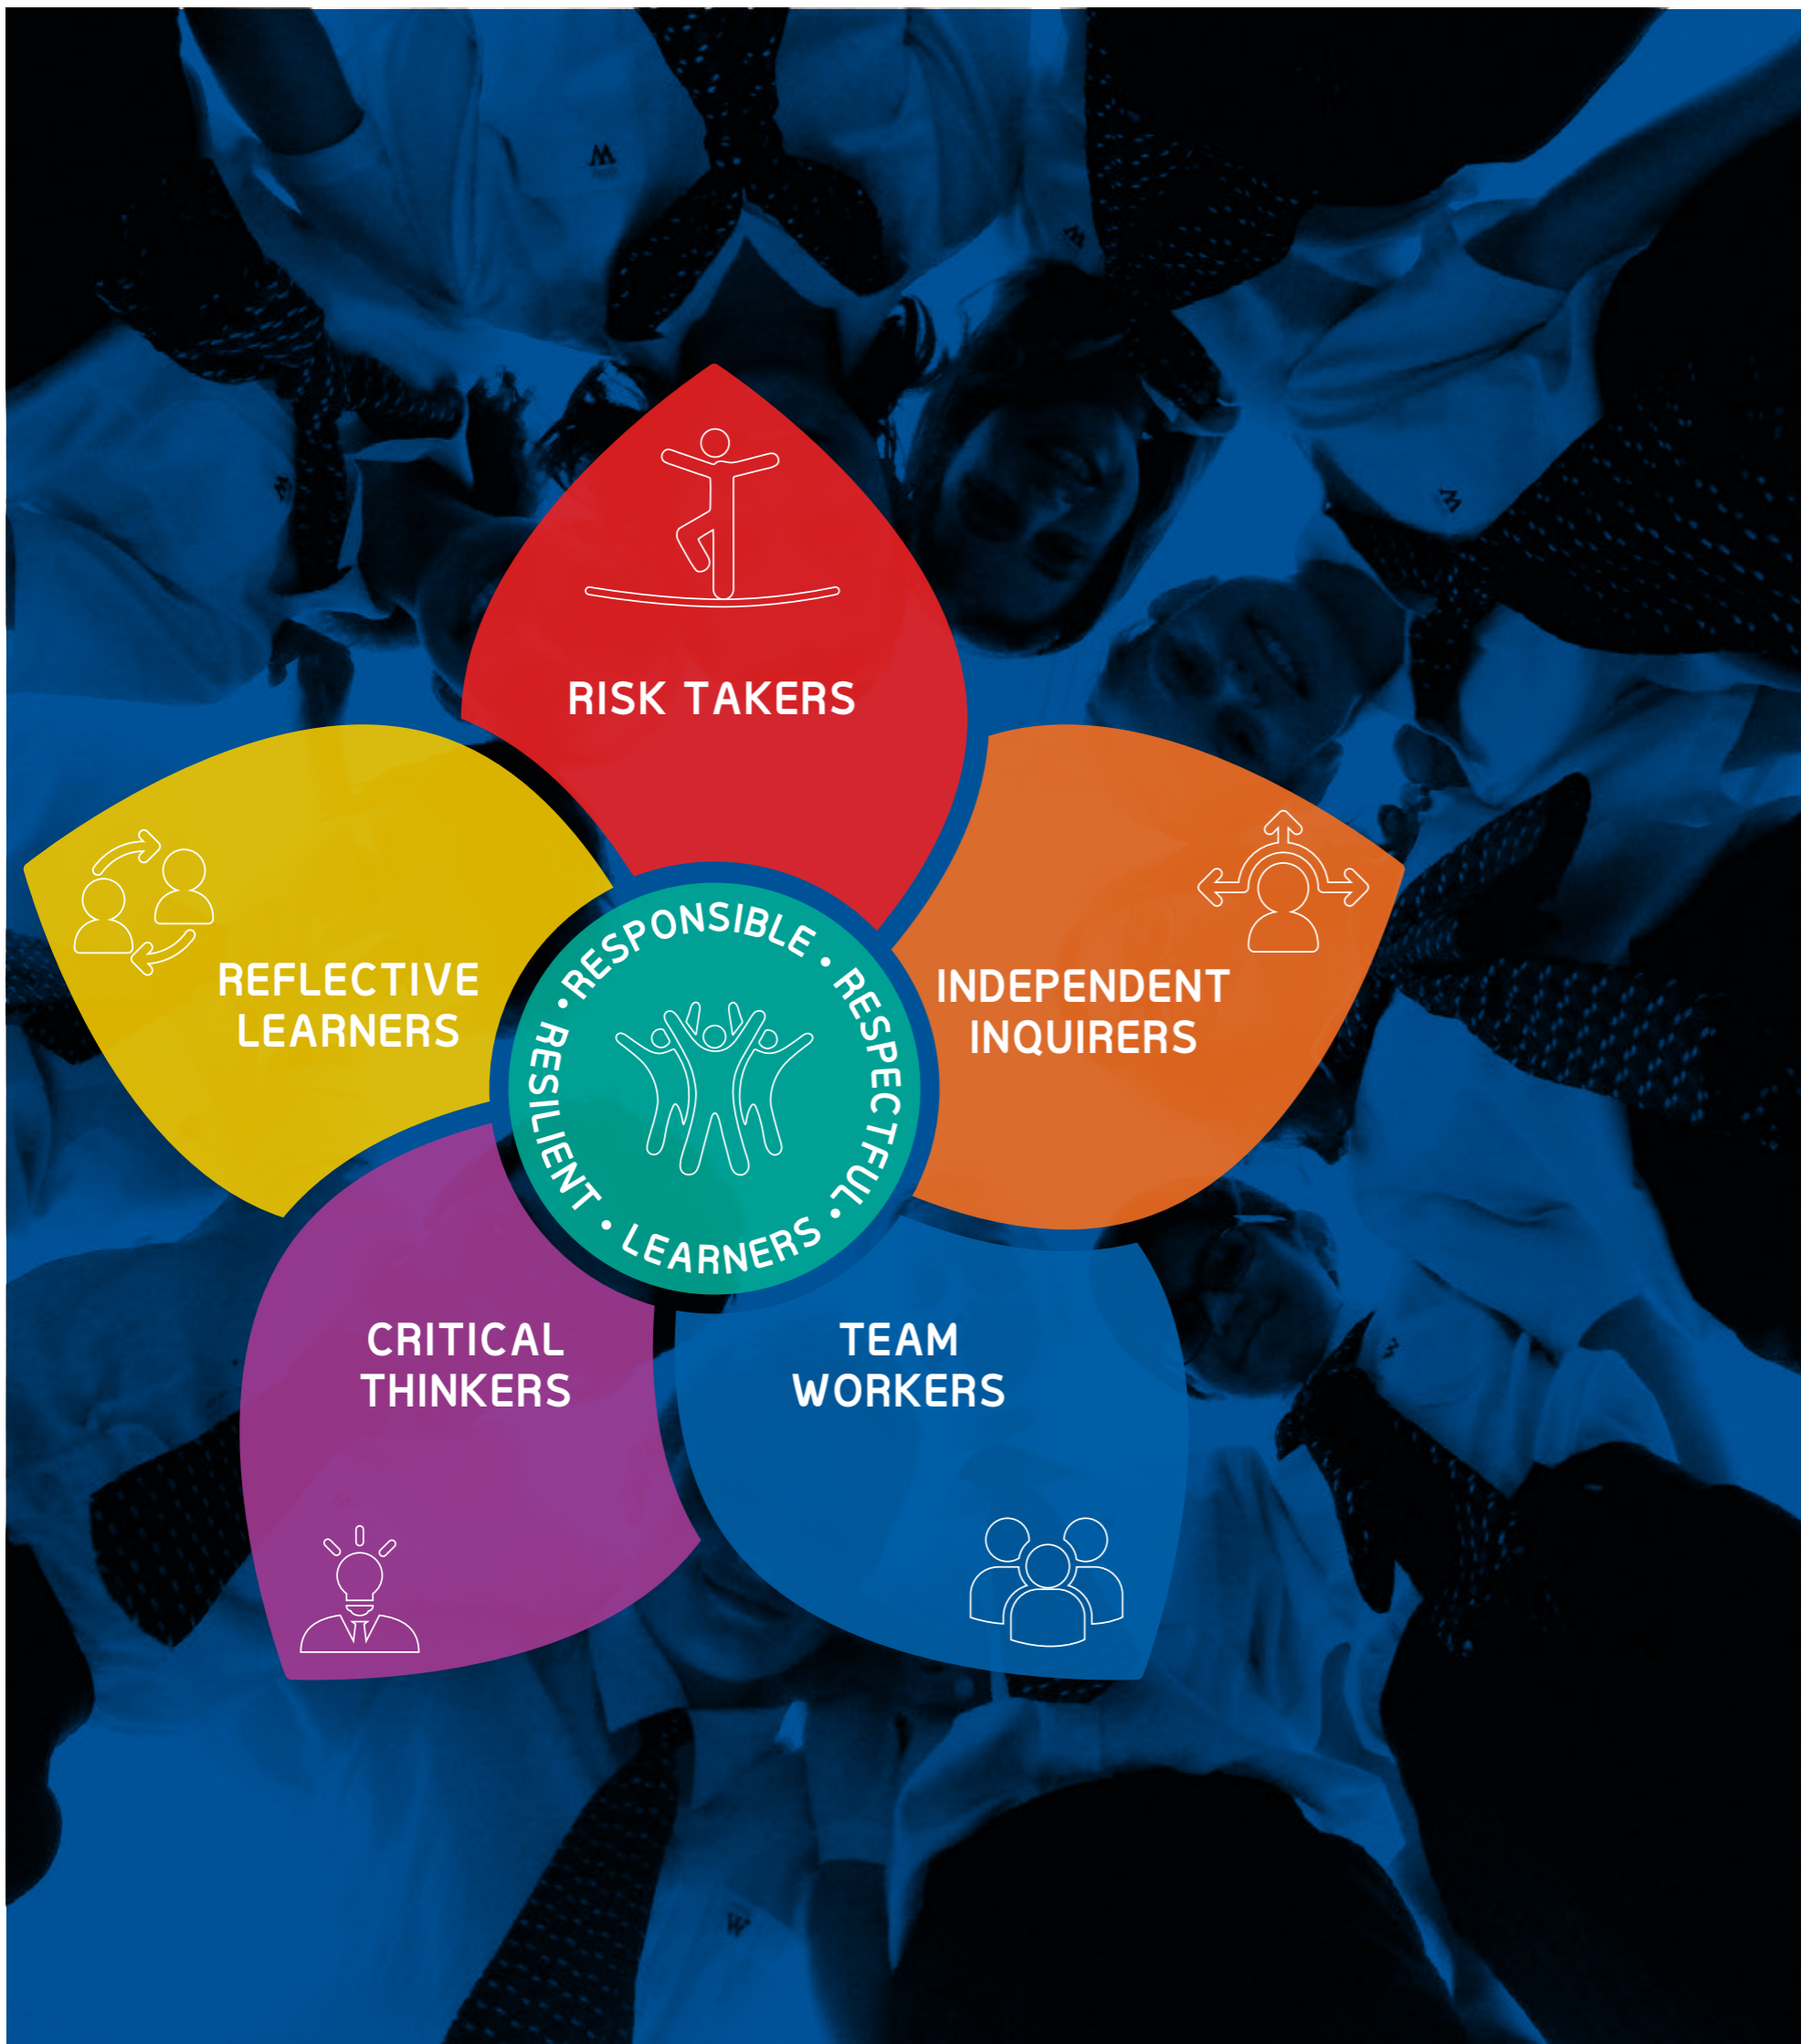 RISK TAKERS
REFLECTIVE
LEARNERS
INDEPENDENT
INQUIRERS
RESPONSIBLE • RESPECTFUL • LEARNERS • RESILIENT •
CRITICAL
THINKERS
TEAM
WORKERS
W
W
W
W
W